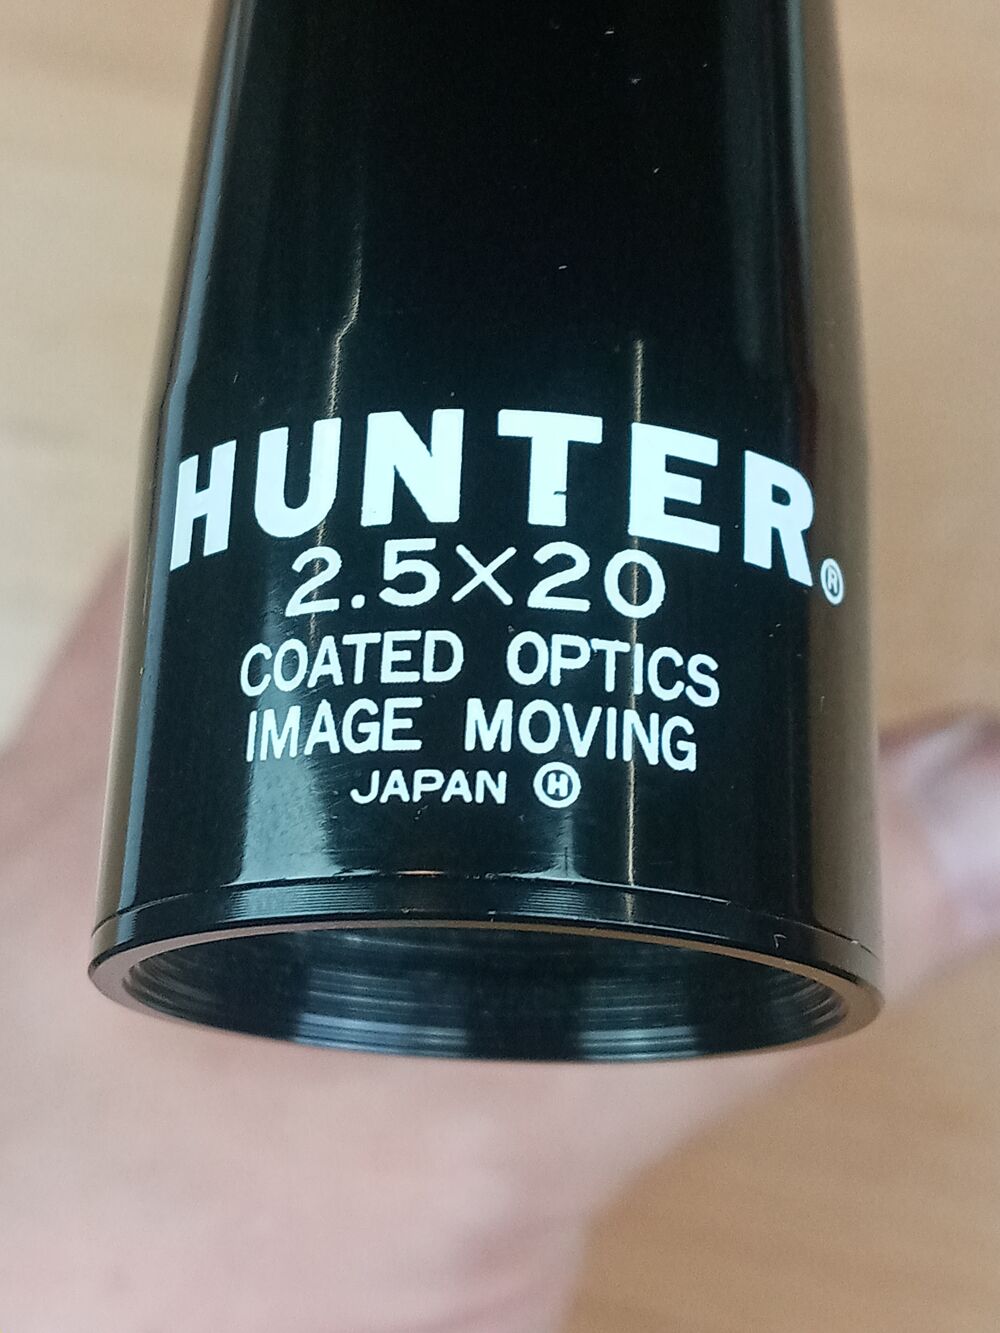 HUNTER®
2.5×20
COATED OPTICS
IMAGE MOVING
JAPAN Ⓗ